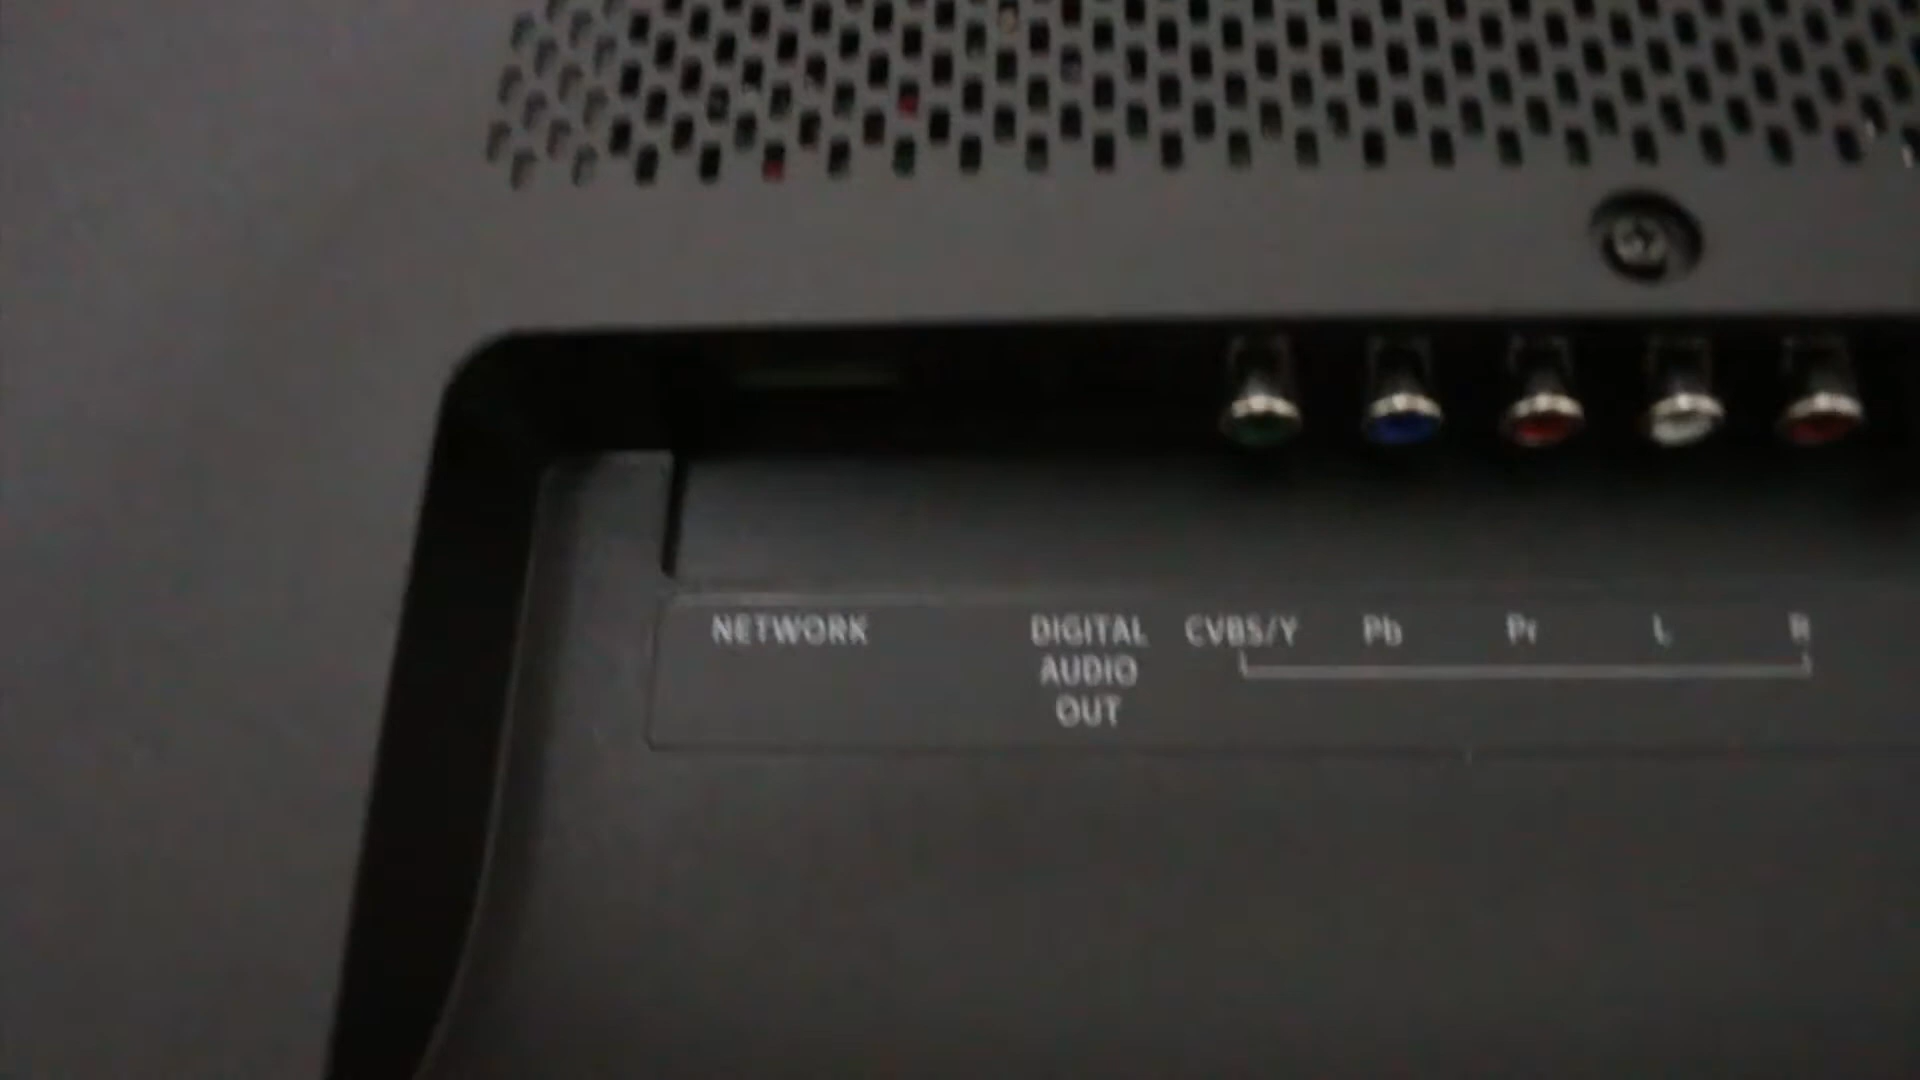 NETWORK
DIGITAL
AUDIO
OUT
CVBS/Y
Pb
Pr
L
R